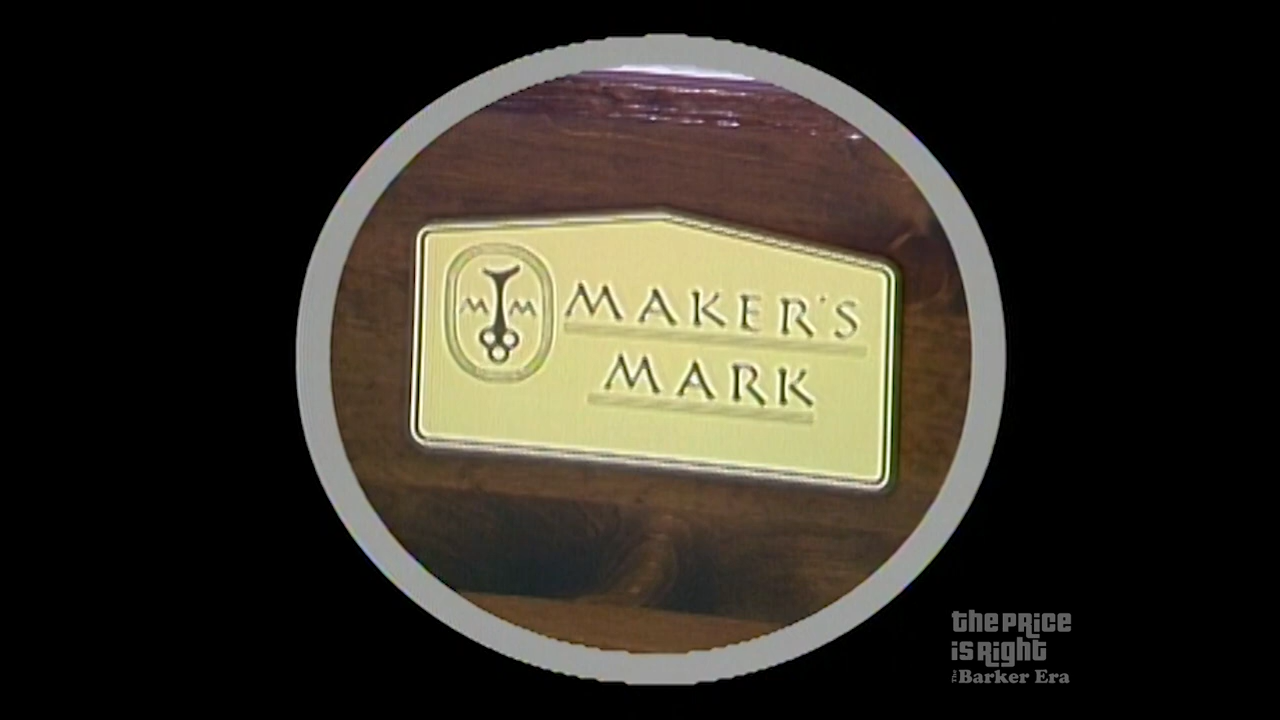 M M
MAKER'S
MARK
the PRice
is Right
The Barker Era